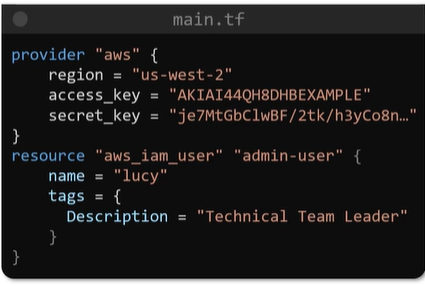 main.tf
provider "aws" {
    region = "us-west-2"
    access_key = "AKIAI44QH8DHBEXAMPLE"
    secret_key = "je7MtGbClwBF/2tk/h3yCo8n…"
}
resource "aws_iam_user" "admin-user" {
    name = "lucy"
    tags = {
      Description = "Technical Team Leader"
    }
}